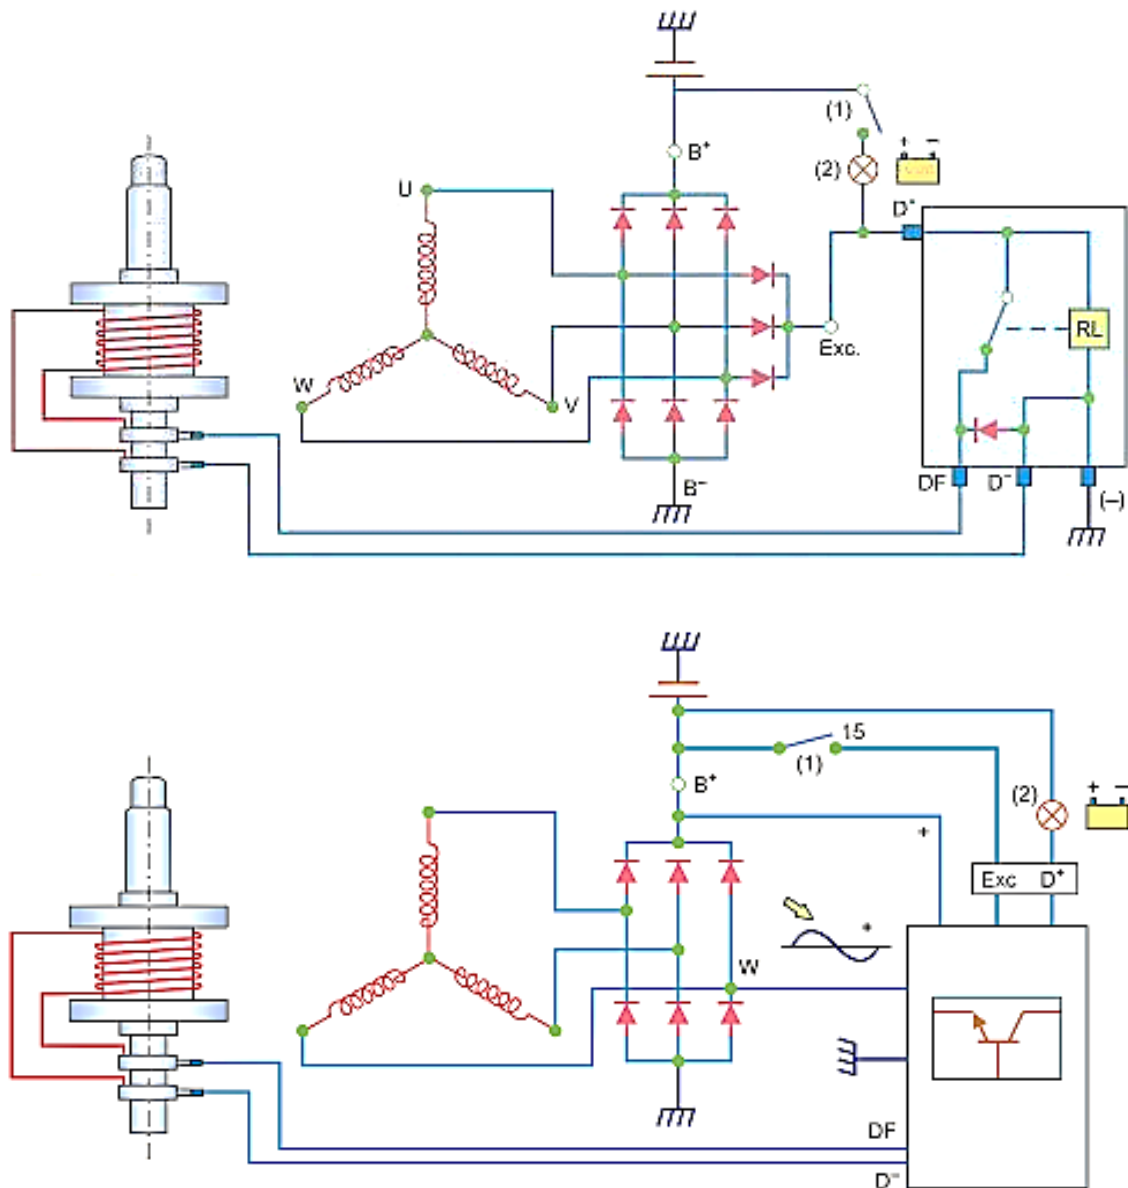 (1)
+ −
(2)
B⁺
D⁺
U
RL
Exc.
W
V
B⁻
DF
D⁻
(−)
15
(1)
B⁺
(2)
+ −
+
Exc D⁺
+
W
DF
D⁻